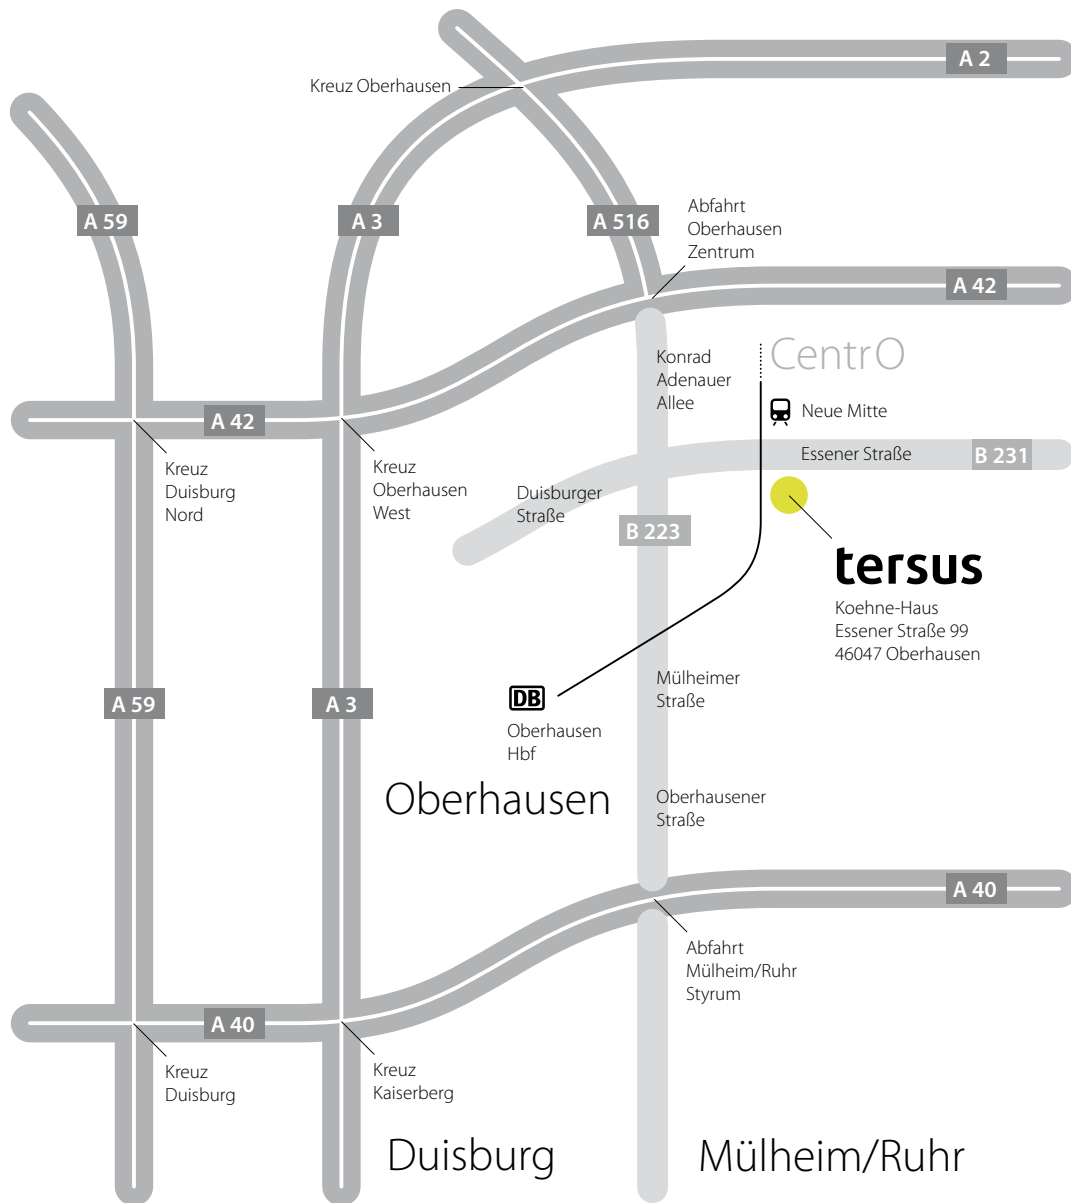 A 2
Kreuz Oberhausen
A 59
A 3
A 516
Abfahrt
Oberhausen
Zentrum
A 42
CentrO
Konrad
Adenauer
Allee
Neue Mitte
A 42
Essener Straße
B 231
Kreuz
Duisburg
Nord
Kreuz
Oberhausen
West
Duisburger
Straße
B 223
tersus
Koehne-Haus
Essener Straße 99
46047 Oberhausen
Mülheimer
Straße
DB
Oberhausen
Hbf
A 59
A 3
Oberhausen
Oberhausener
Straße
A 40
Abfahrt
Mülheim/Ruhr
Styrum
A 40
Kreuz
Duisburg
Kreuz
Kaiserberg
Duisburg
Mülheim/Ruhr